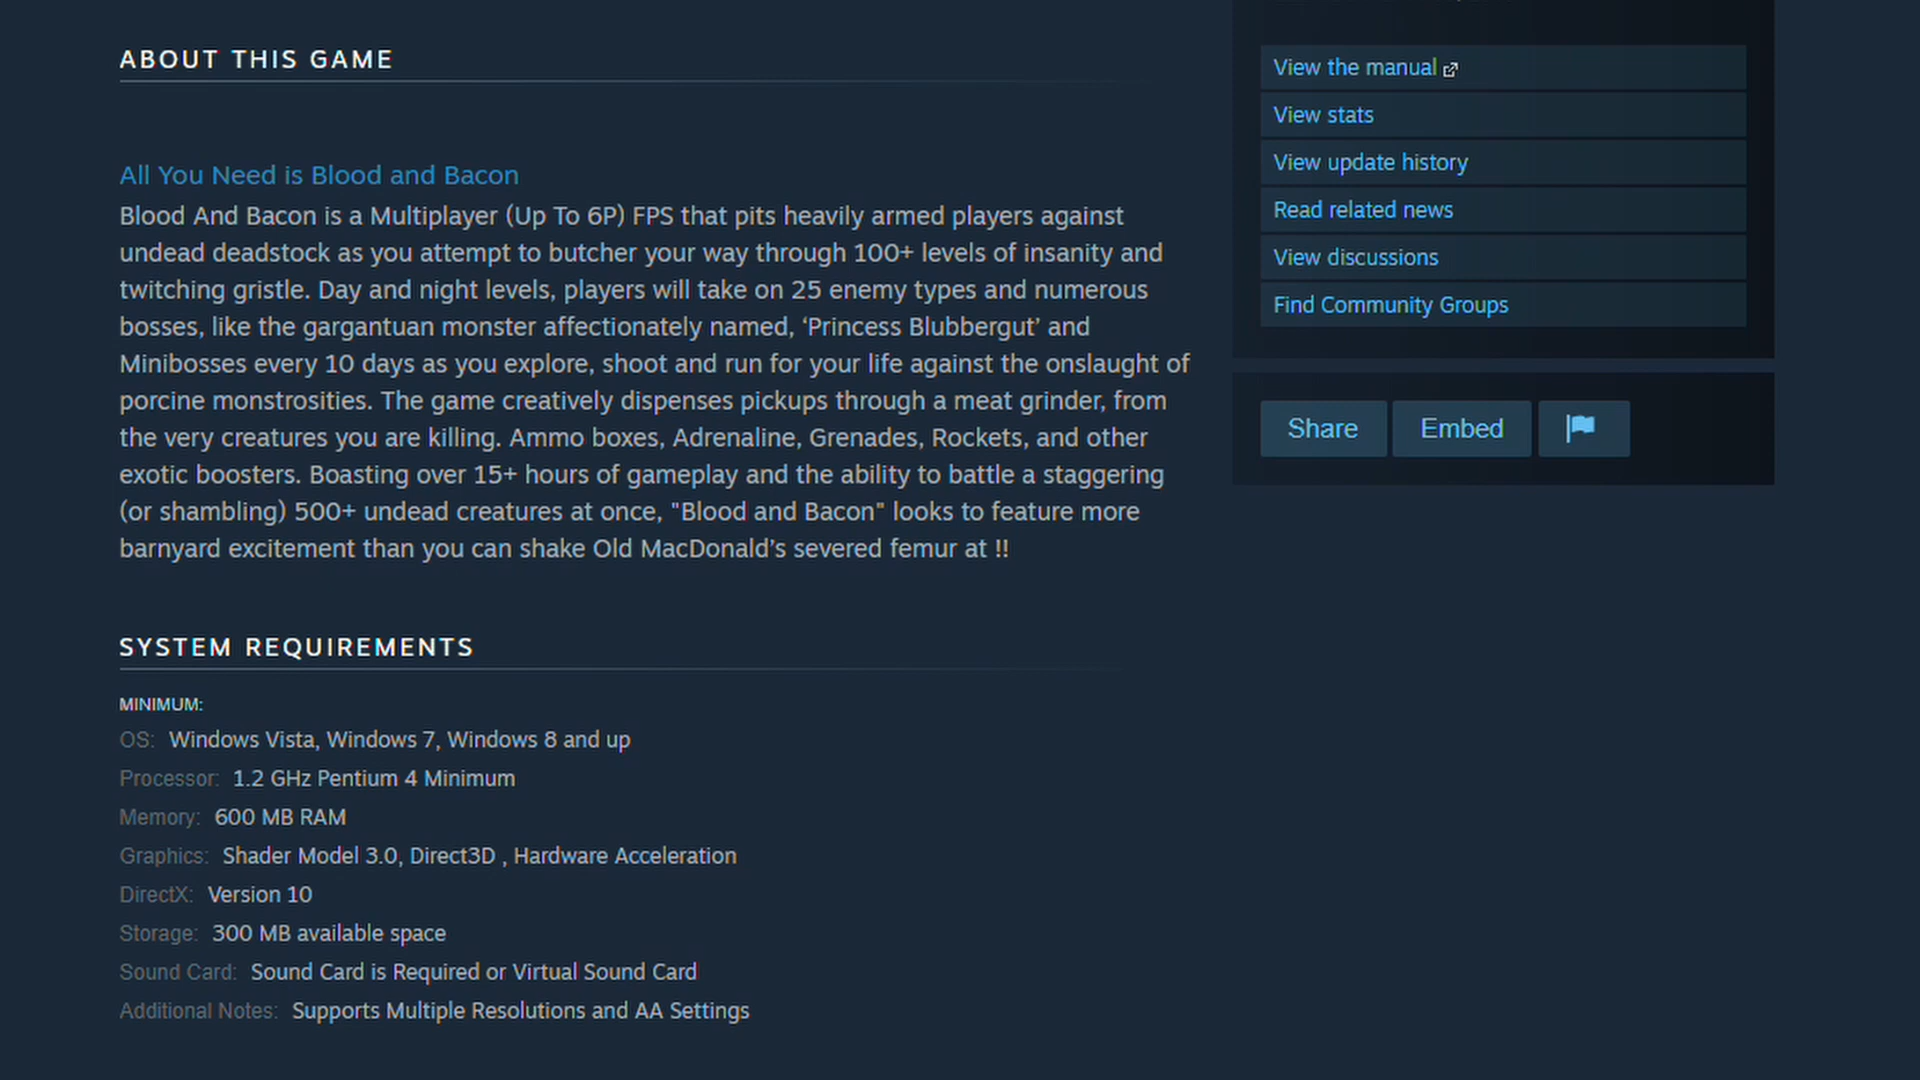 ABOUT THIS GAME
All You Need is Blood and Bacon
Blood And Bacon is a Multiplayer (Up To 6P) FPS that pits heavily armed players against
undead deadstock as you attempt to butcher your way through 100+ levels of insanity and
twitching gristle. Day and night levels, players will take on 25 enemy types and numerous
bosses, like the gargantuan monster affectionately named, ‘Princess Blubbergut’ and
Minibosses every 10 days as you explore, shoot and run for your life against the onslaught of
porcine monstrosities. The game creatively dispenses pickups through a meat grinder, from
the very creatures you are killing. Ammo boxes, Adrenaline, Grenades, Rockets, and other
exotic boosters. Boasting over 15+ hours of gameplay and the ability to battle a staggering
(or shambling) 500+ undead creatures at once, "Blood and Bacon" looks to feature more
barnyard excitement than you can shake Old MacDonald’s severed femur at !!
SYSTEM REQUIREMENTS
MINIMUM:
OS: Windows Vista, Windows 7, Windows 8 and up
Processor: 1.2 GHz Pentium 4 Minimum
Memory: 600 MB RAM
Graphics: Shader Model 3.0, Direct3D , Hardware Acceleration
DirectX: Version 10
Storage: 300 MB available space
Sound Card: Sound Card is Required or Virtual Sound Card
Additional Notes: Supports Multiple Resolutions and AA Settings
View the manual
View stats
View update history
Read related news
View discussions
Find Community Groups
Share Embed